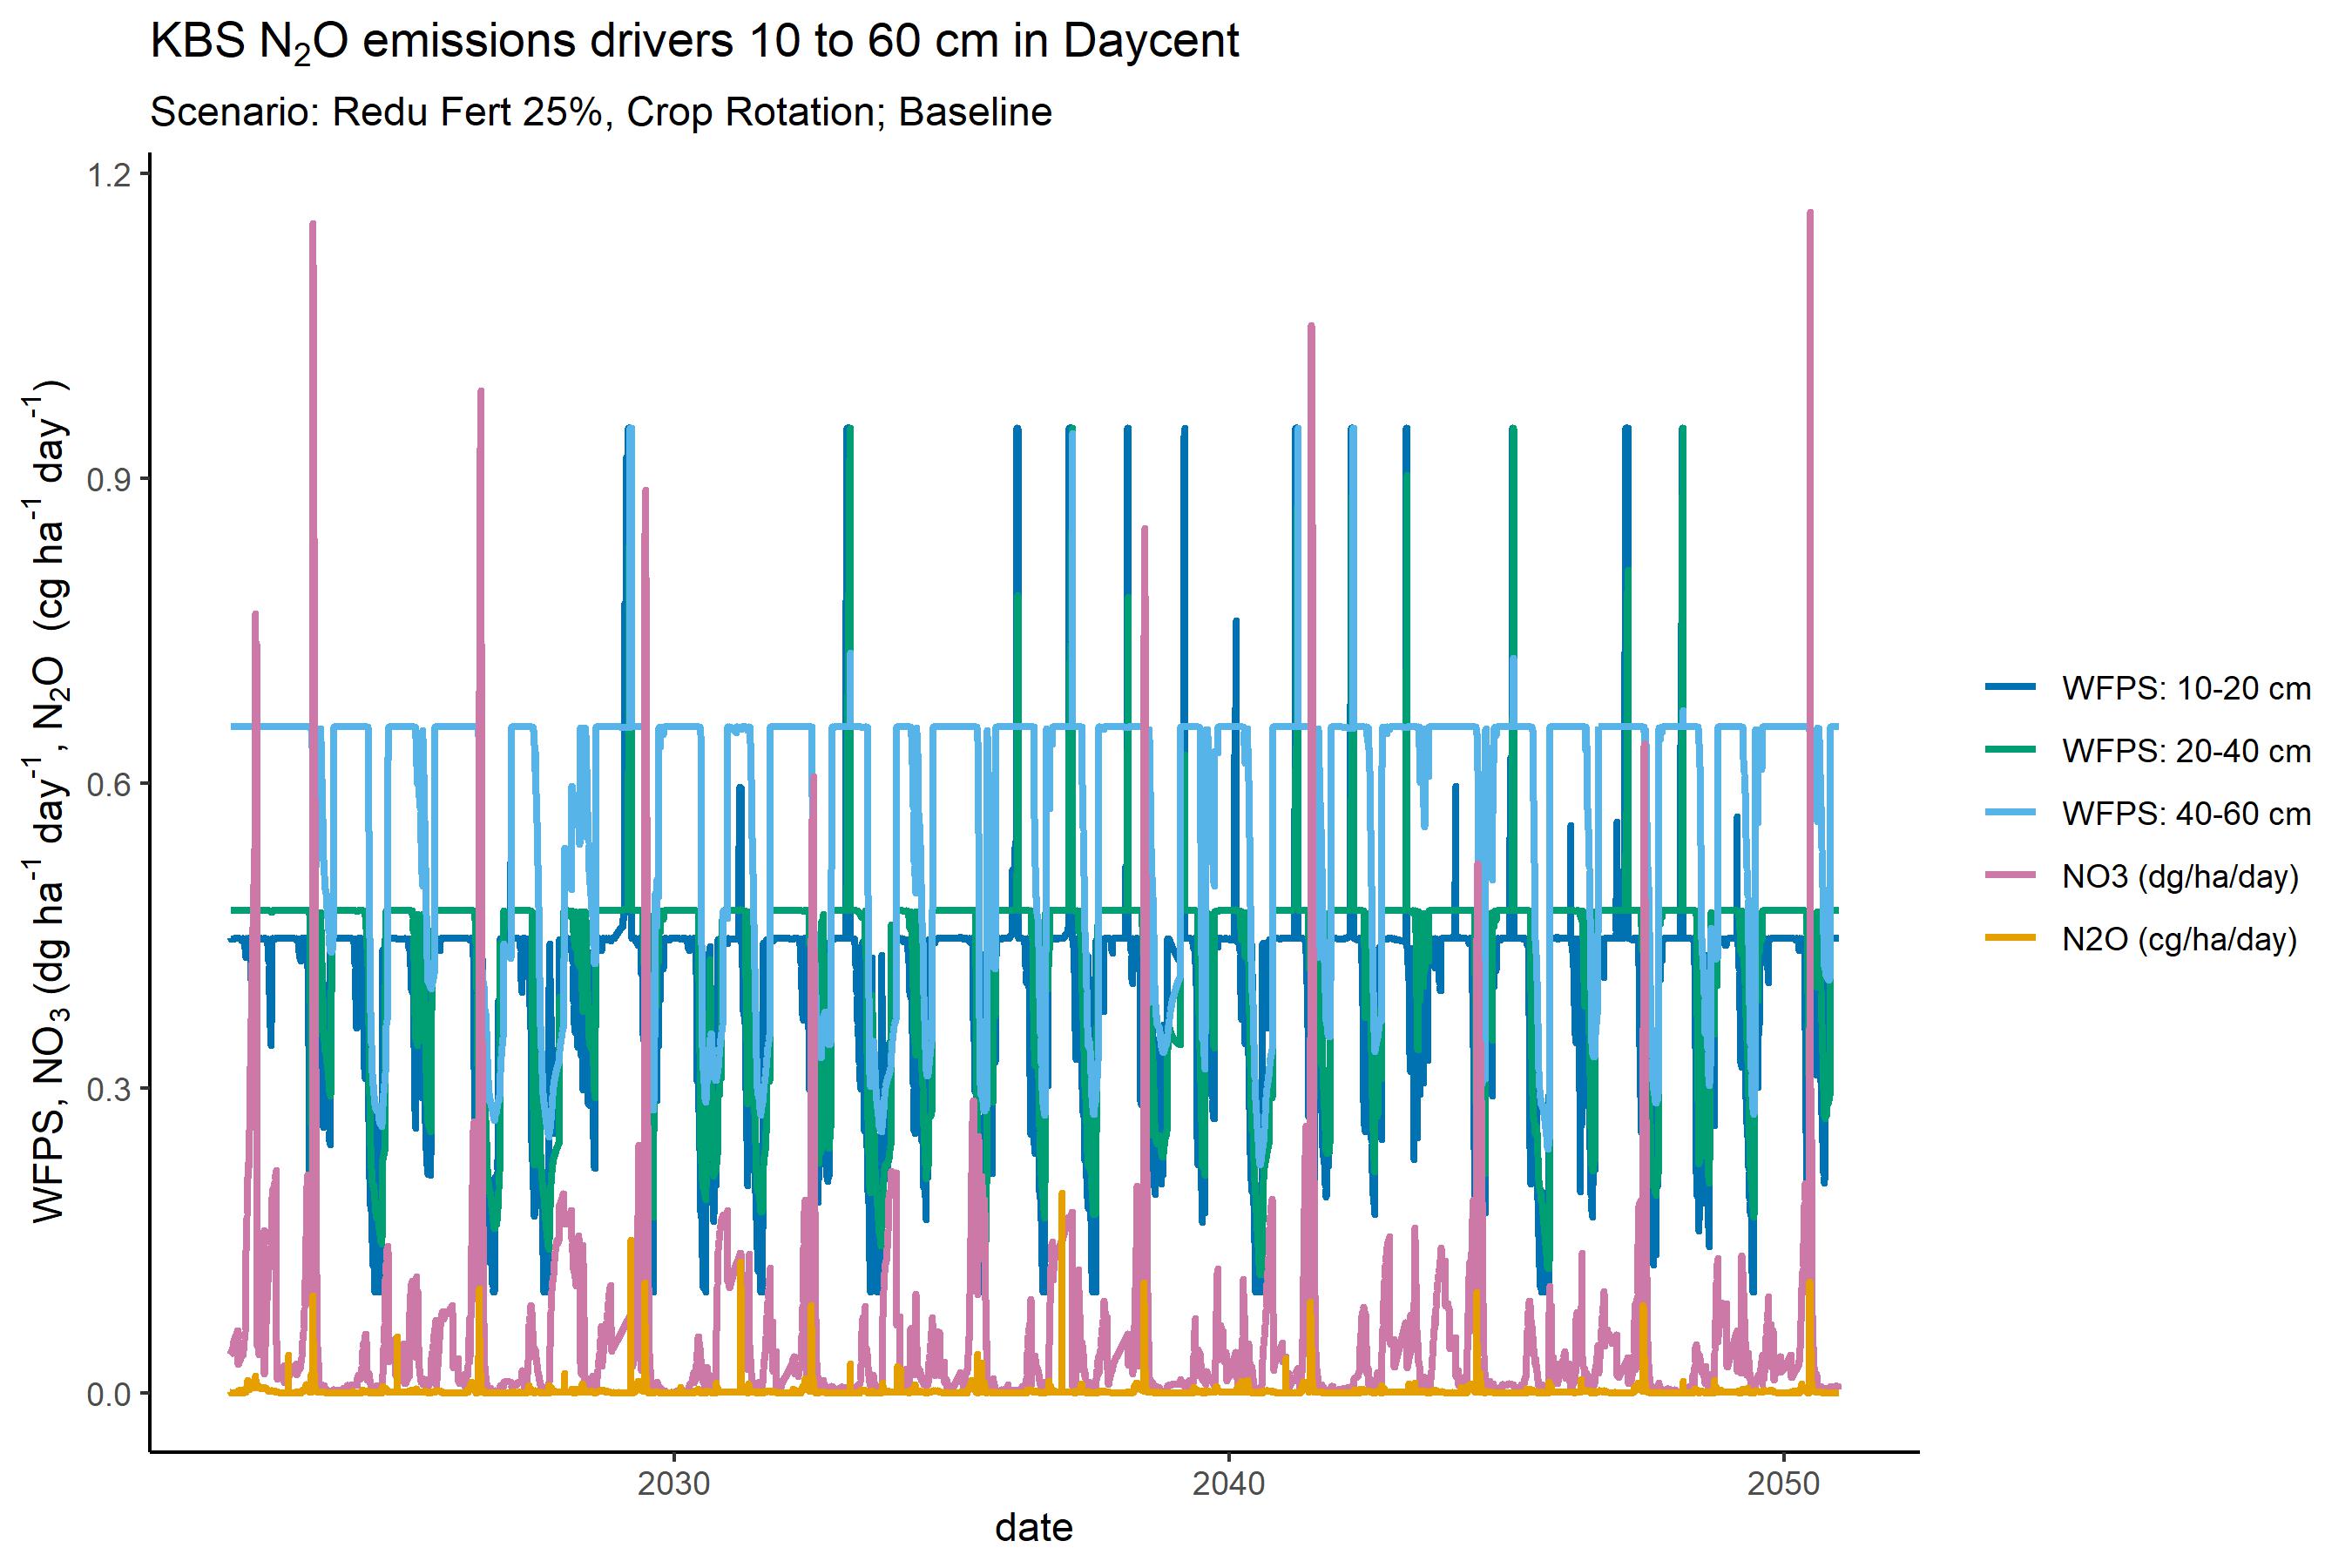 KBS N₂O emissions drivers 10 to 60 cm in Daycent
Scenario: Redu Fert 25%, Crop Rotation; Baseline
WFPS, NO₃ (dg ha⁻¹ day⁻¹, N₂O (cg ha⁻¹ day⁻¹)
1.2
0.9
0.6
0.3
0.0
2030
2040
2050
date
WFPS: 10-20 cm
WFPS: 20-40 cm
WFPS: 40-60 cm
NO3 (dg/ha/day)
N2O (cg/ha/day)